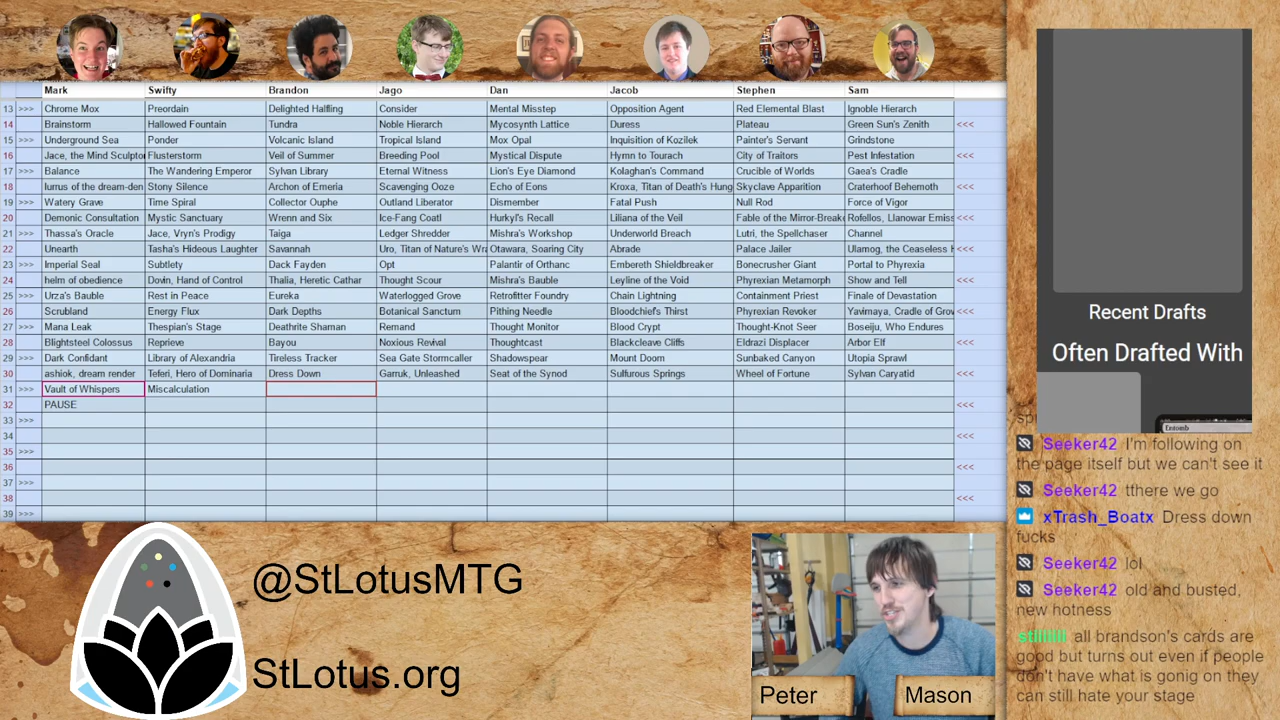 Mark Swifty Brandon Jago Dan Jacob Stephen Sam
13 >>> Chrome Mox Preordain Delighted Halfling Consider Mental Misstep Opposition Agent Red Elemental Blast Ignoble Hierarch
14 Brainstorm Hallowed Fountain Tundra Noble Hierarch Mycosynth Lattice Duress Plateau Green Sun's Zenith <<<
15 >>> Underground Sea Ponder Volcanic Island Tropical Island Mox Opal Inquisition of Kozilek Painter's Servant Grindstone
16 Jace, the Mind Sculptor Flusterstorm Veil of Summer Breeding Pool Mystical Dispute Hymn to Tourach City of Traitors Pest Infestation <<<
17 >>> Balance The Wandering Emperor Sylvan Library Eternal Witness Lion's Eye Diamond Kolaghan's Command Crucible of Worlds Gaea's Cradle
18 lurrus of the dream-den Stony Silence Archon of Emeria Scavenging Ooze Echo of Eons Kroxa, Titan of Death's Hung Skyclave Apparition Craterhoof Behemoth <<<
19 >>> Watery Grave Time Spiral Collector Ouphe Outland Liberator Dismember Fatal Push Null Rod Force of Vigor
20 Demonic Consultation Mystic Sanctuary Wrenn and Six Ice-Fang Coatl Hurkyl's Recall Liliana of the Veil Fable of the Mirror-Break Rofellos, Llanowar Emiss <<<
21 >>> Thassa's Oracle Jace, Vryn's Prodigy Taiga Ledger Shredder Mishra's Workshop Underworld Breach Lutri, the Spellchaser Channel
22 Unearth Tasha's Hideous Laughter Savannah Uro, Titan of Nature's Wra Otawara, Soaring City Abrade Palace Jailer Ulamog, the Ceaseless H <<<
23 >>> Imperial Seal Subtlety Dack Fayden Opt Palantir of Orthanc Embereth Shieldbreaker Bonecrusher Giant Portal to Phyrexia
24 helm of obedience Dovin, Hand of Control Thalia, Heretic Cathar Thought Scour Mishra's Bauble Leyline of the Void Phyrexian Metamorph Show and Tell <<<
25 >>> Urza's Bauble Rest in Peace Eureka Waterlogged Grove Retrofitter Foundry Chain Lightning Containment Priest Finale of Devastation
26 Scrubland Energy Flux Dark Depths Botanical Sanctum Pithing Needle Bloodchief's Thirst Phyrexian Revoker Yavimaya, Cradle of Grov <<<
27 >>> Mana Leak Thespian's Stage Deathrite Shaman Remand Thought Monitor Blood Crypt Thought-Knot Seer Boseiju, Who Endures
28 Blightsteel Colossus Reprieve Bayou Noxious Revival Thoughtcast Blackcleave Cliffs Eldrazi Displacer Arbor Elf <<<
29 >>> Dark Confidant Library of Alexandria Tireless Tracker Sea Gate Stormcaller Shadowspear Mount Doom Sunbaked Canyon Utopia Sprawl
30 ashiok, dream render Teferi, Hero of Dominaria Dress Down Garruk, Unleashed Seat of the Synod Sulfurous Springs Wheel of Fortune Sylvan Caryatid <<<
31 >>> Vault of Whispers Miscalculation
32 PAUSE <<<
33 >>>
34 <<<
35 >>>
36 <<<
37 >>>
38 <<<
39 >>>
Recent Drafts
Often Drafted With
Entomb
Seeker42 I'm following on
the page itself but we can't see it
Seeker42 tthere we go
xTrash_Boatx Dress down
fucks
Seeker42 lol
Seeker42 old and busted,
new hotness
all brandson's cards are
good but turns out even if people
don't have what is gonig on they
can still hate your stage
@StLotusMTG
StLotus.org
Peter Mason